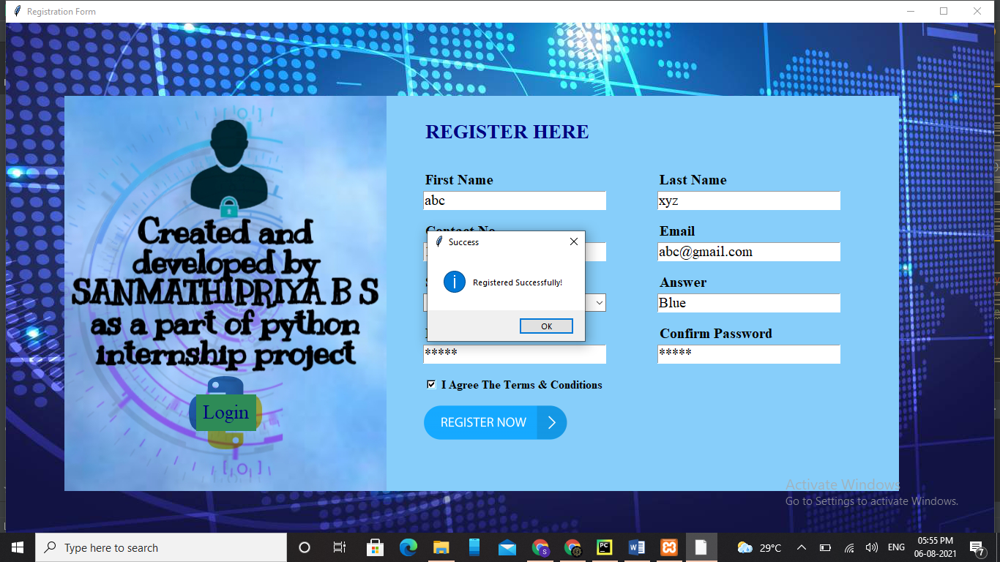 Registration Form
Created and
developed by
SANMATHIPRIYA B S
as a part of python
internship project
Login
REGISTER HERE
First Name
Last Name
abc
xyz
Contact No
Email
abc@gmail.com
Success
Registered Successfully!
OK
Answer
Blue
Confirm Password
*****
*****
I Agree The Terms & Conditions
REGISTER NOW
Activate Windows
Go to Settings to activate Windows.
Type here to search
29°C
ENG
05:55 PM
06-08-2021
7